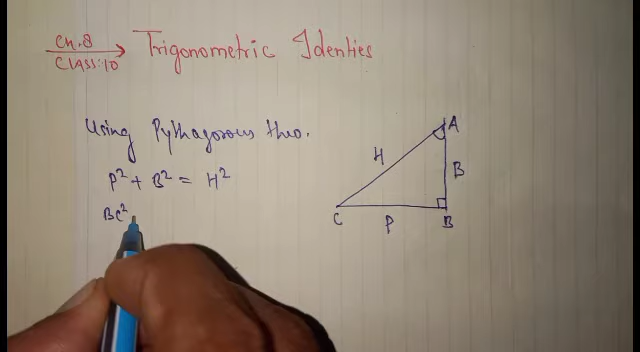 Ch.8
CLASS:10
Trigonometric Identies
Using Pythagorous theo.
P² + B² = H²
BC²
A
H
B
C
P
B